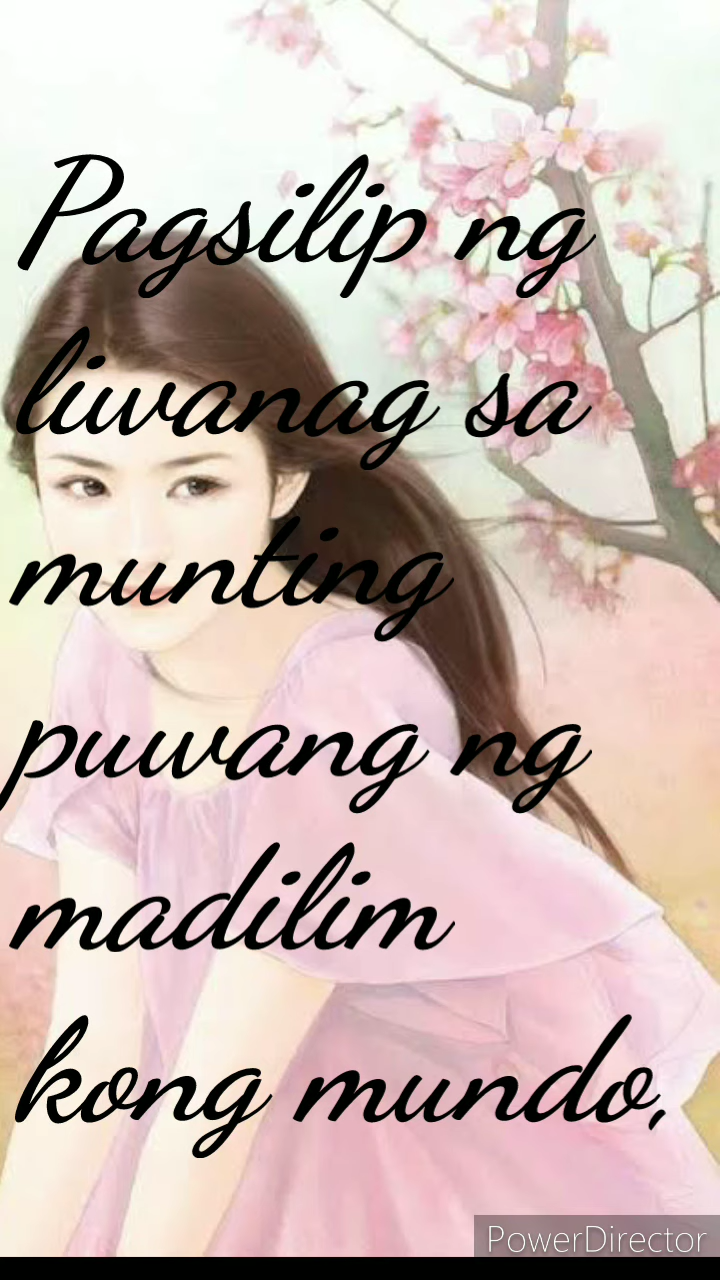 Pagsilip ng
liwanag sa
munting
puwang ng
madilim
kong mundo,
PowerDirector